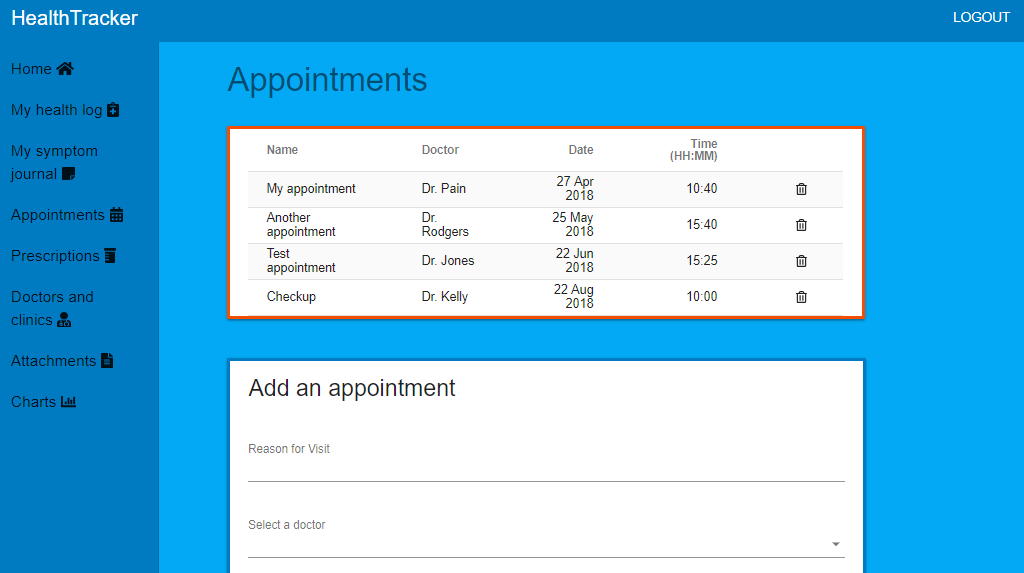 HealthTracker
LOGOUT
Home
My health log
My symptom
journal
Appointments
Prescriptions
Doctors and
clinics
Attachments
Charts
Appointments
Name Doctor Date Time
(HH:MM)
My appointment Dr. Pain 27 Apr
2018 10:40
Another
appointment Dr.
Rodgers 25 May
2018 15:40
Test
appointment Dr. Jones 22 Jun
2018 15:25
Checkup Dr. Kelly 22 Aug
2018 10:00
Add an appointment
Reason for Visit
Select a doctor